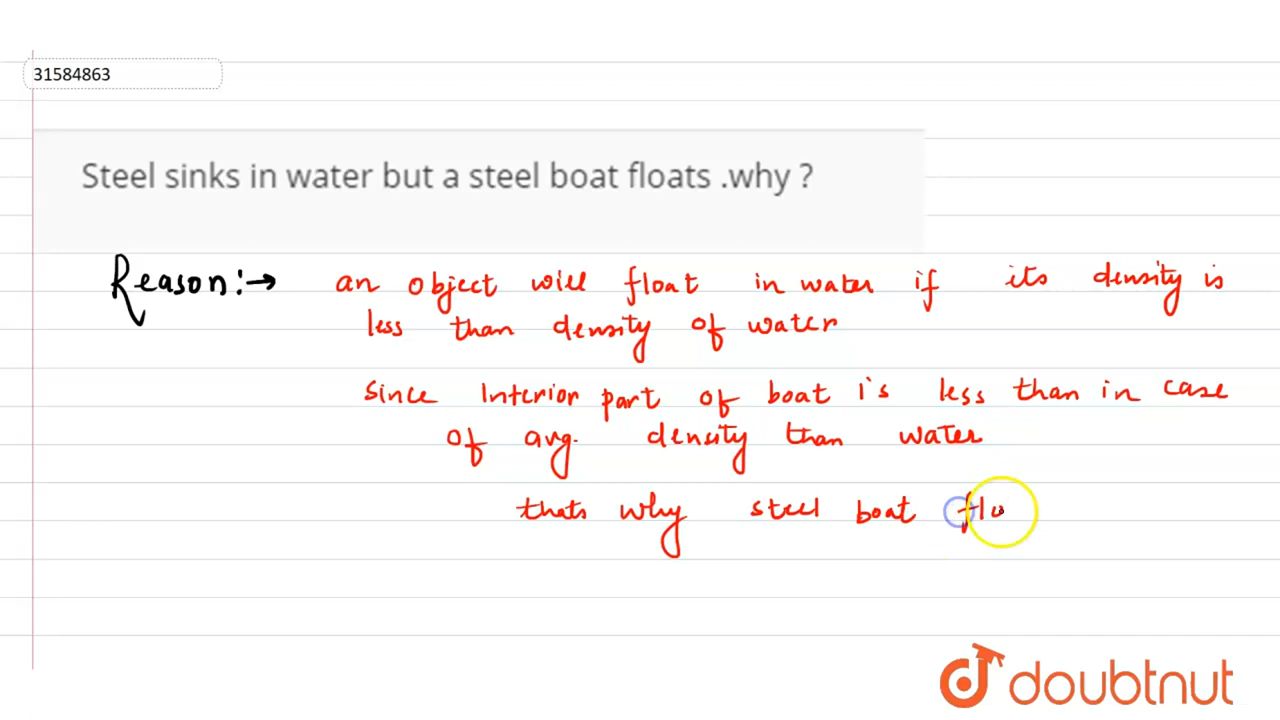 31584863
Steel sinks in water but a steel boat floats .why ?
Reason:→ an object will float in water if its density is
less than density of water
since Interior part of boat is less than in case
of avg. density than water
thats why steel boat flo
doubtnut